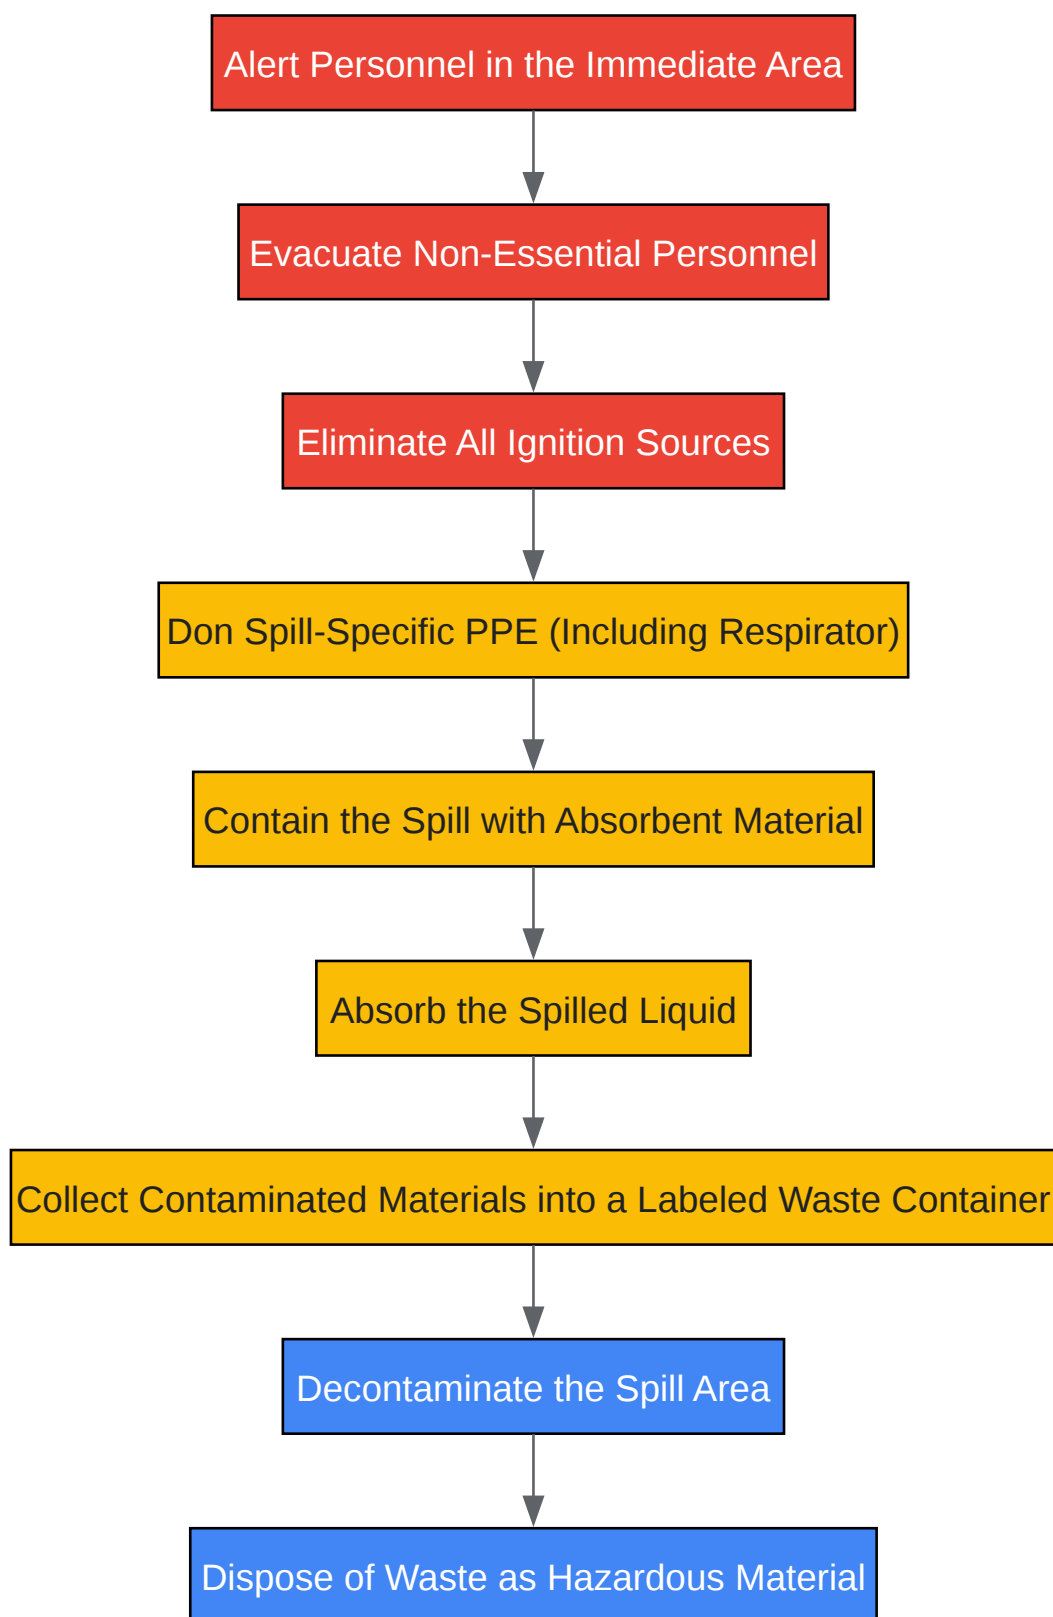 Alert Personnel in the Immediate Area
Evacuate Non-Essential Personnel
Eliminate All Ignition Sources
Don Spill-Specific PPE (Including Respirator)
Contain the Spill with Absorbent Material
Absorb the Spilled Liquid
Collect Contaminated Materials into a Labeled Waste Container
Decontaminate the Spill Area
Dispose of Waste as Hazardous Material